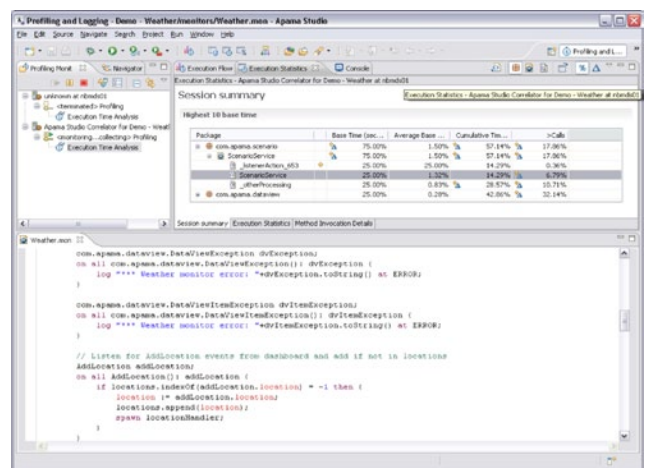 Profiling and Logging - Demo - Weather/monitors/Weather.mon - Apama Studio
File Edit Source Navigate Search Project Run Window Help
Profiling and L...
Profiling Monit
Navigator
Execution Flow
Execution Statistics
Console
Execution Statistics - Apama Studio Correlator for Demo - Weather at nbmdx01
Execution Statistics - Apama Studio Correlator for Demo - Weather at nbmdx01
unknown at nbmdx01
<terminated> Profiling
Execution Time Analysis
Apama Studio Correlator for Demo - Weat
<monitoring...collecting> Profiling
Execution Time Analysis
Session summary
Highest 10 base time
Package Base Time (sec... Average Base ... Cumulative Tim... >Calls
com.apama.scenario 75.00% 1.50% 57.14% 17.86%
ScenarioService 75.00% 1.50% 57.14% 17.86%
_listenerAction_653 25.00% 25.00% 14.29% 0.36%
ScenarioService 25.00% 1.32% 14.29% 6.79%
_otherProcessing 25.00% 0.83% 28.57% 10.71%
com.apama.dataview 25.00% 0.28% 42.86% 32.14%
Session summary Execution Statistics Method Invocation Details
Weather.mon
com.apama.dataview.DataViewException dvException;
on all com.apama.dataview.DataViewException(): dvException {
log "*** Weather monitor error: "+dvException.toString() at ERROR;
}
com.apama.dataview.DataViewItemException dvItemException;
on all com.apama.dataview.DataViewItemException(): dvItemException {
log "*** Weather monitor error: "+dvItemException.toString() at ERROR;
}
// Listen for AddLocation events from dashboard and add if not in locations
AddLocation addLocation;
on all AddLocation(): addLocation {
if locations.indexOf(addLocation.location) = -1 then {
location := addLocation.location;
locations.append(location);
spawn locationHandler;
}
}